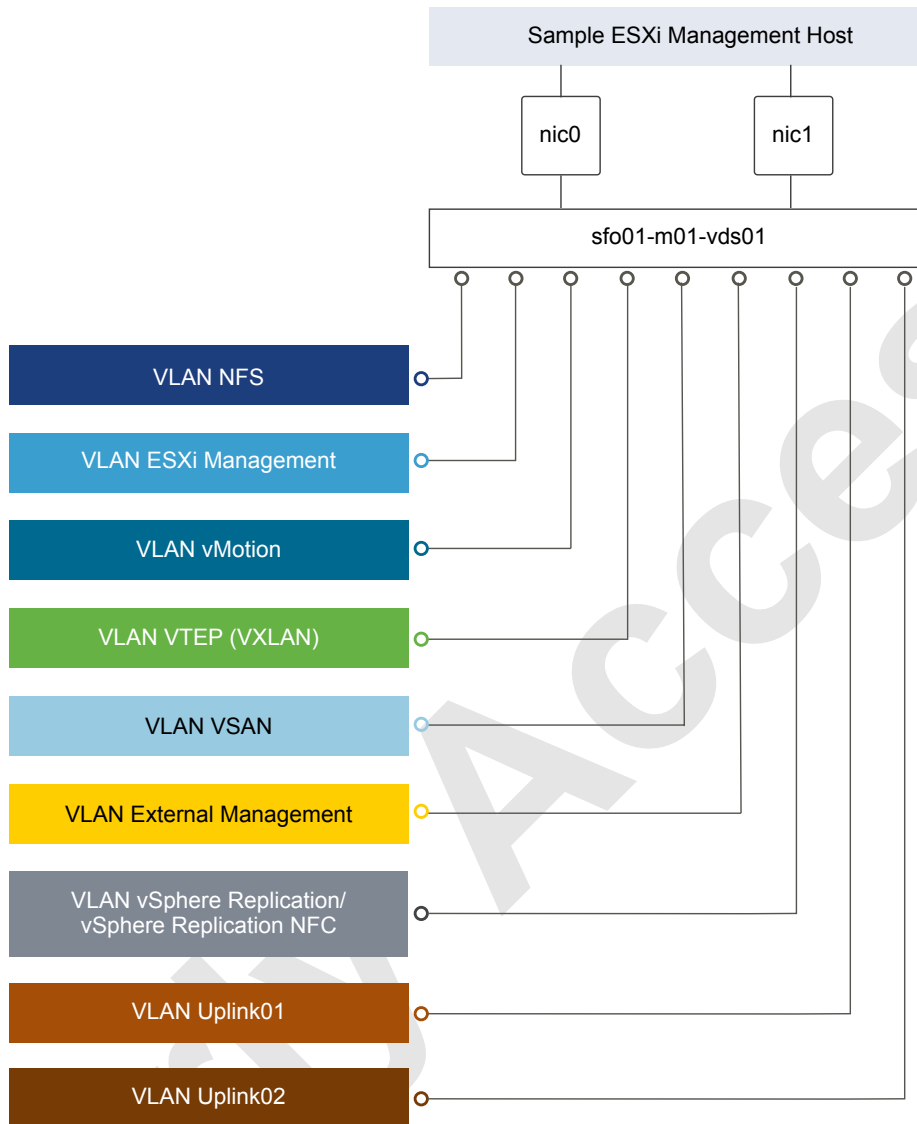 Sample ESXi Management Host
nic0
nic1
sfo01-m01-vds01
VLAN NFS
VLAN ESXi Management
VLAN vMotion
VLAN VTEP (VXLAN)
VLAN VSAN
VLAN External Management
VLAN vSphere Replication/
vSphere Replication NFC
VLAN Uplink01
VLAN Uplink02